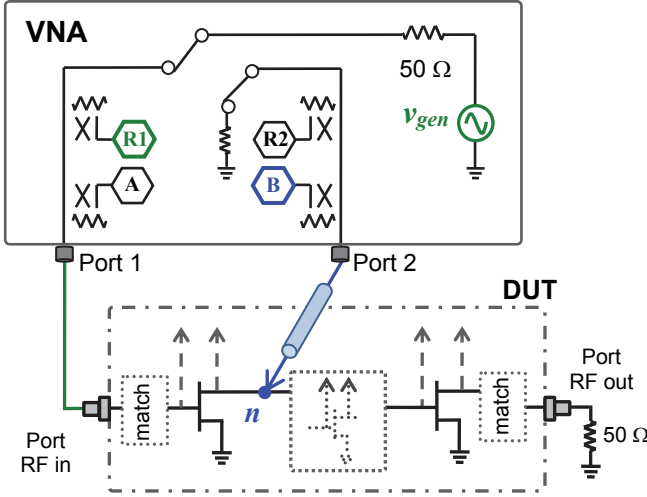 VNA
50 Ω
v_gen
R1
R2
A
B
Port 1
Port 2
DUT
Port
RF out
match
n
match
50 Ω
Port
RF in